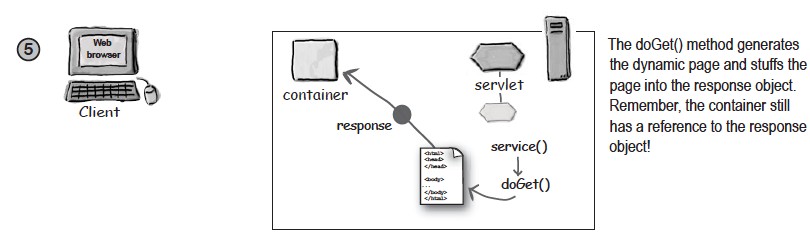 5
Web
browser
Client
container
response
servlet
service()
doGet()
<html>
<head>
</head>
<body>
...
</body>
</html>
The doGet() method generates
the dynamic page and stuffs the
page into the response object.
Remember, the container still
has a reference to the response
object!